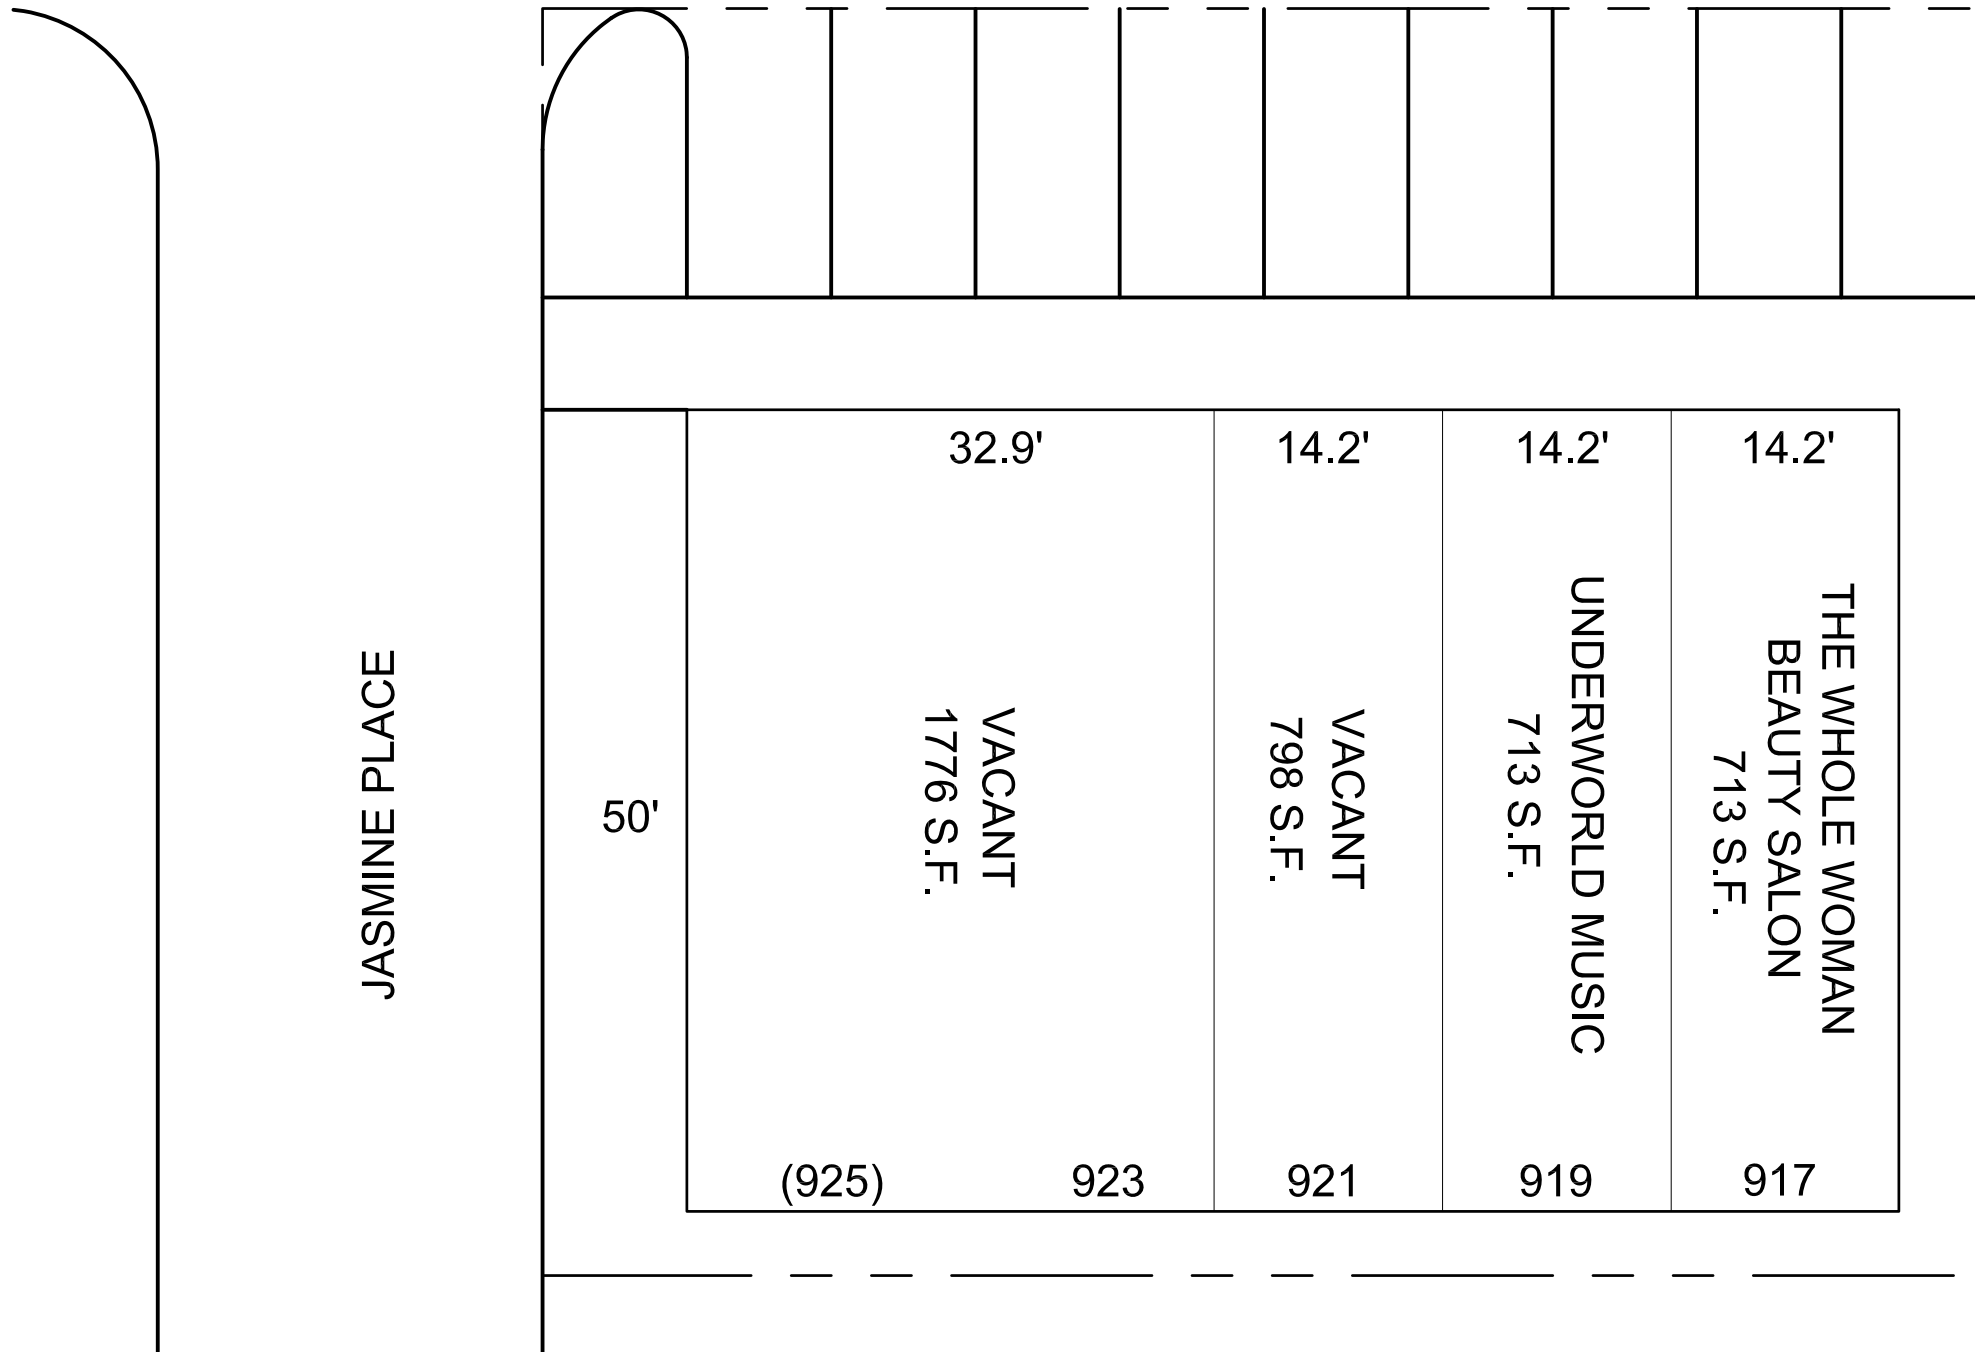 32.9'
14.2'
14.2'
14.2'
JASMINE PLACE
50'
VACANT
1776 S.F.
VACANT
798 S.F.
UNDERWORLD MUSIC
713 S.F.
THE WHOLE WOMAN
BEAUTY SALON
713 S.F.
(925)
923
921
919
917